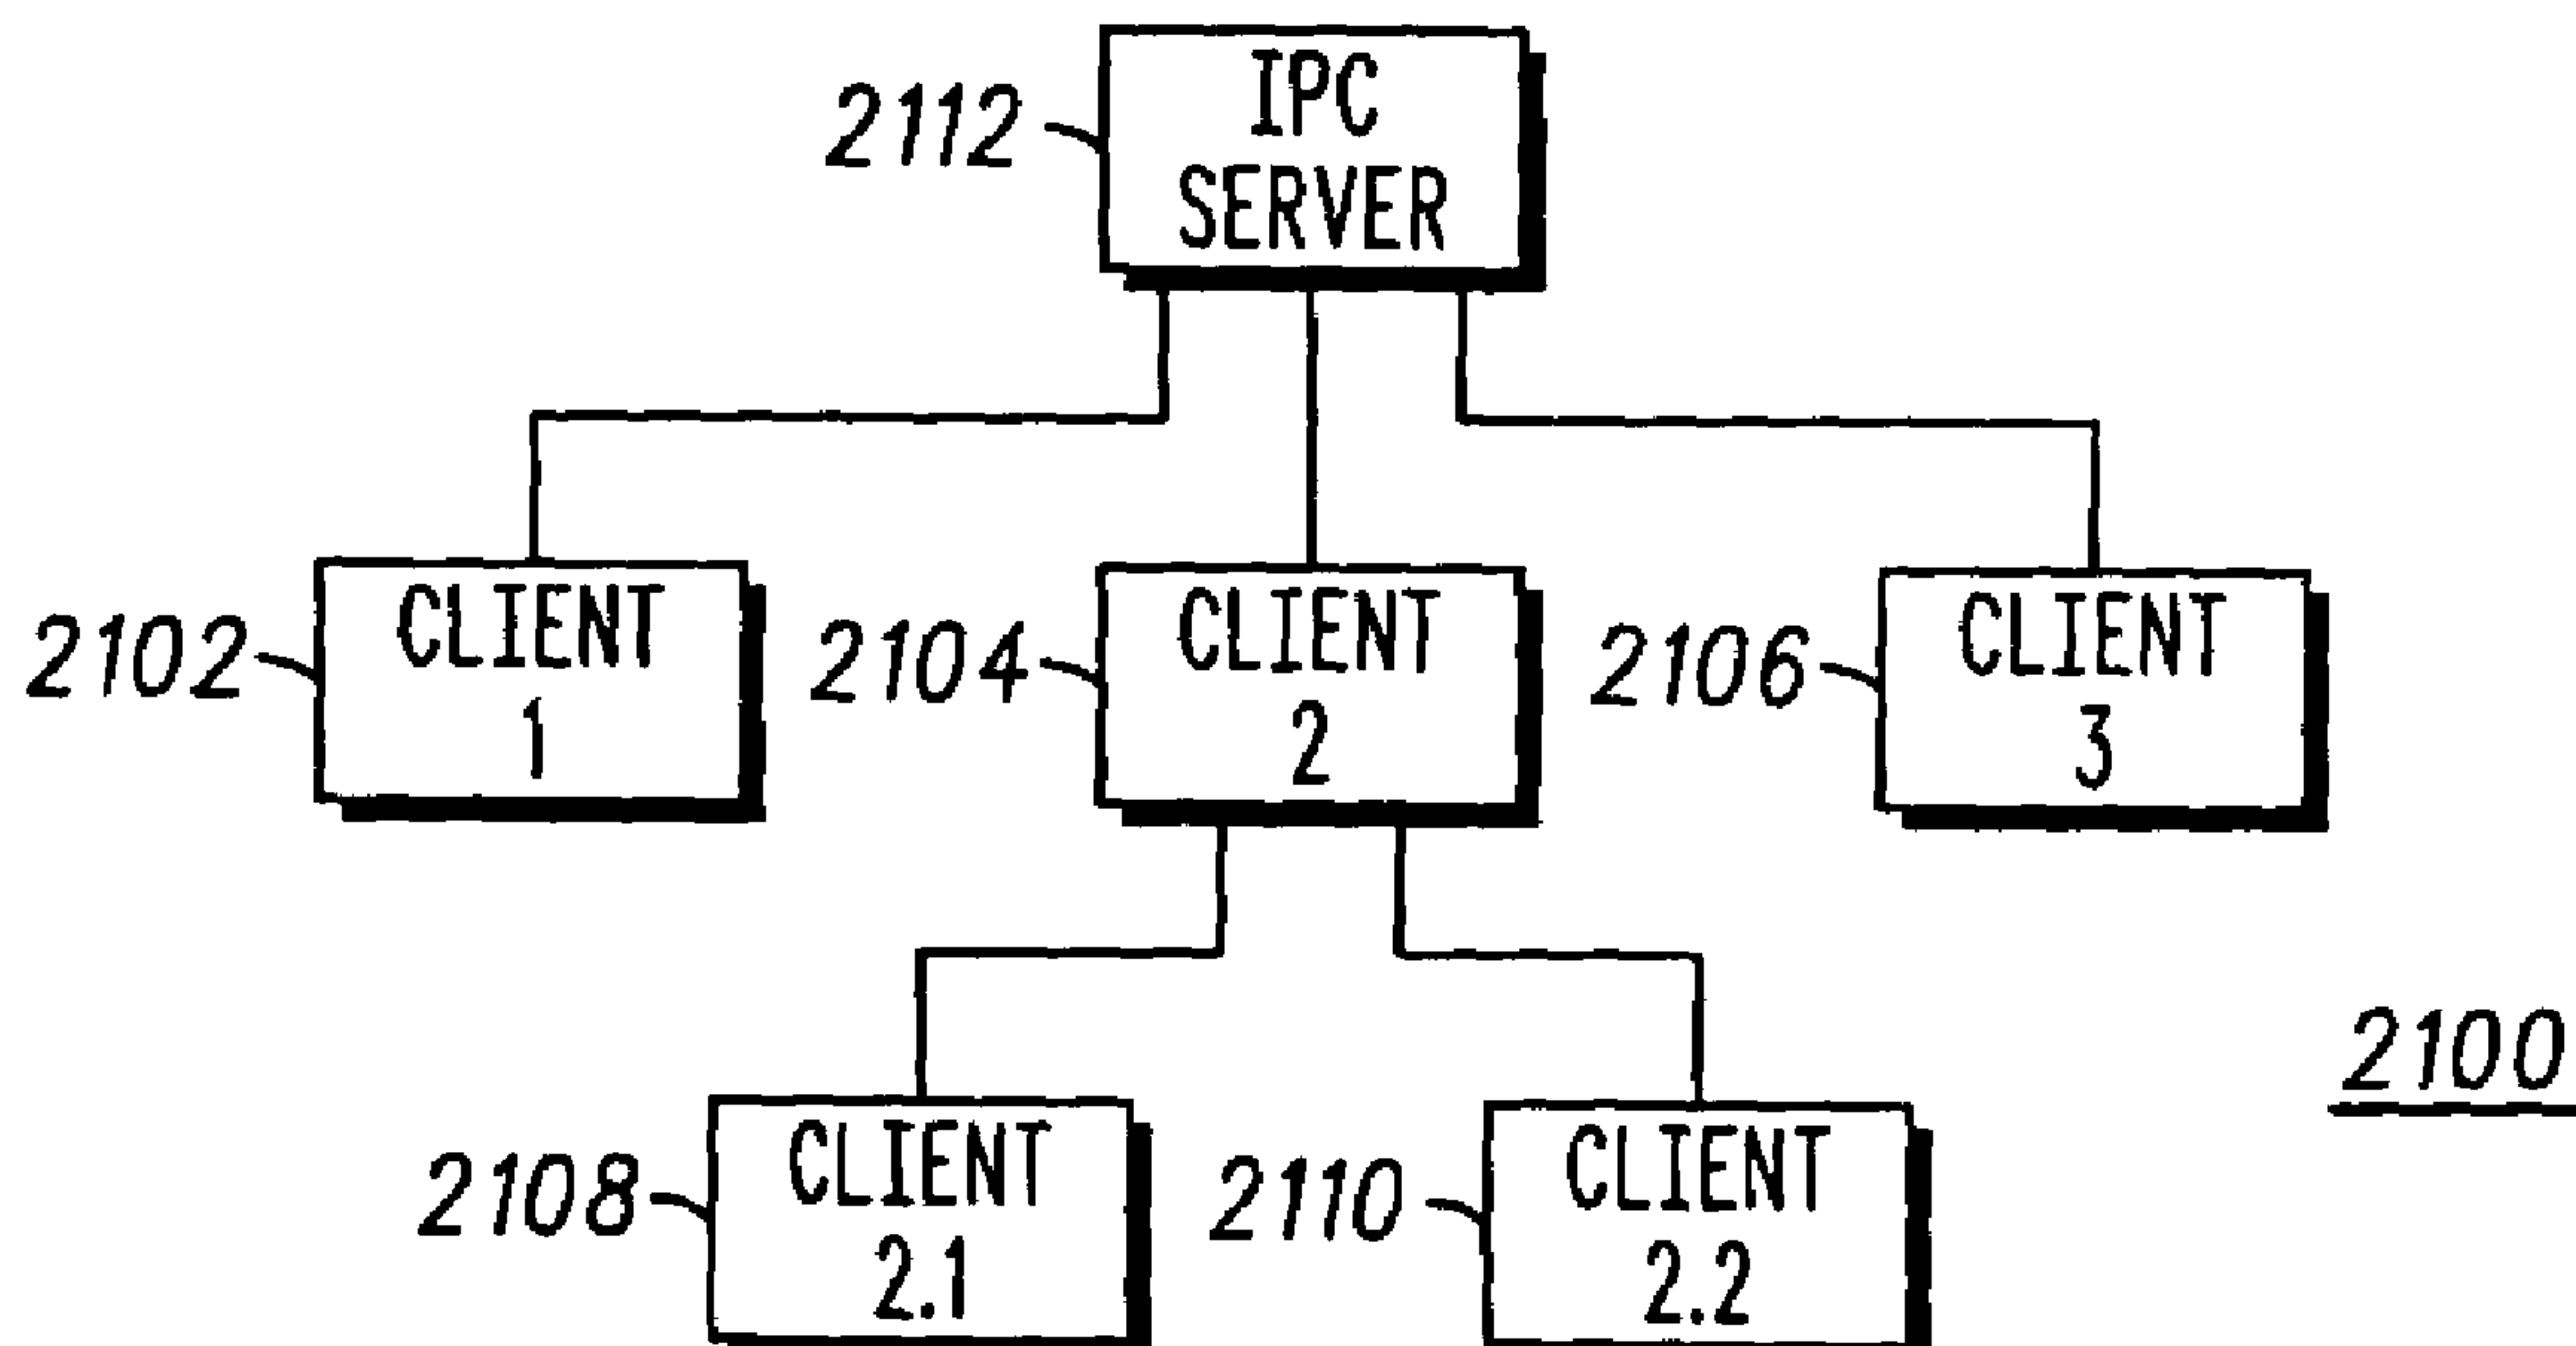 IPC
SERVER
2112
CLIENT
1
2102
CLIENT
2
2104
CLIENT
3
2106
CLIENT
2.1
2108
CLIENT
2.2
2110
2100